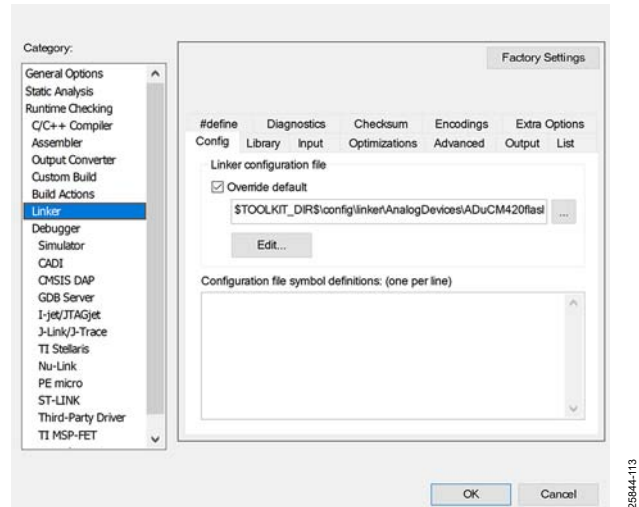 Category:
Factory Settings
General Options
Static Analysis
Runtime Checking
C/C++ Compiler
Assembler
Output Converter
Custom Build
Build Actions
Linker
Debugger
Simulator
CADI
CMSIS DAP
GDB Server
I-jet/JTAGjet
J-Link/J-Trace
TI Stellaris
Nu-Link
PE micro
ST-LINK
Third-Party Driver
TI MSP-FET
#define Diagnostics Checksum Encodings Extra Options
Config Library Input Optimizations Advanced Output List
Linker configuration file
Override default
$TOOLKIT_DIR$\config\linker\AnalogDevices\ADuCM420flasl
...
Edit...
Configuration file symbol definitions: (one per line)
OK Cancel
25844-113